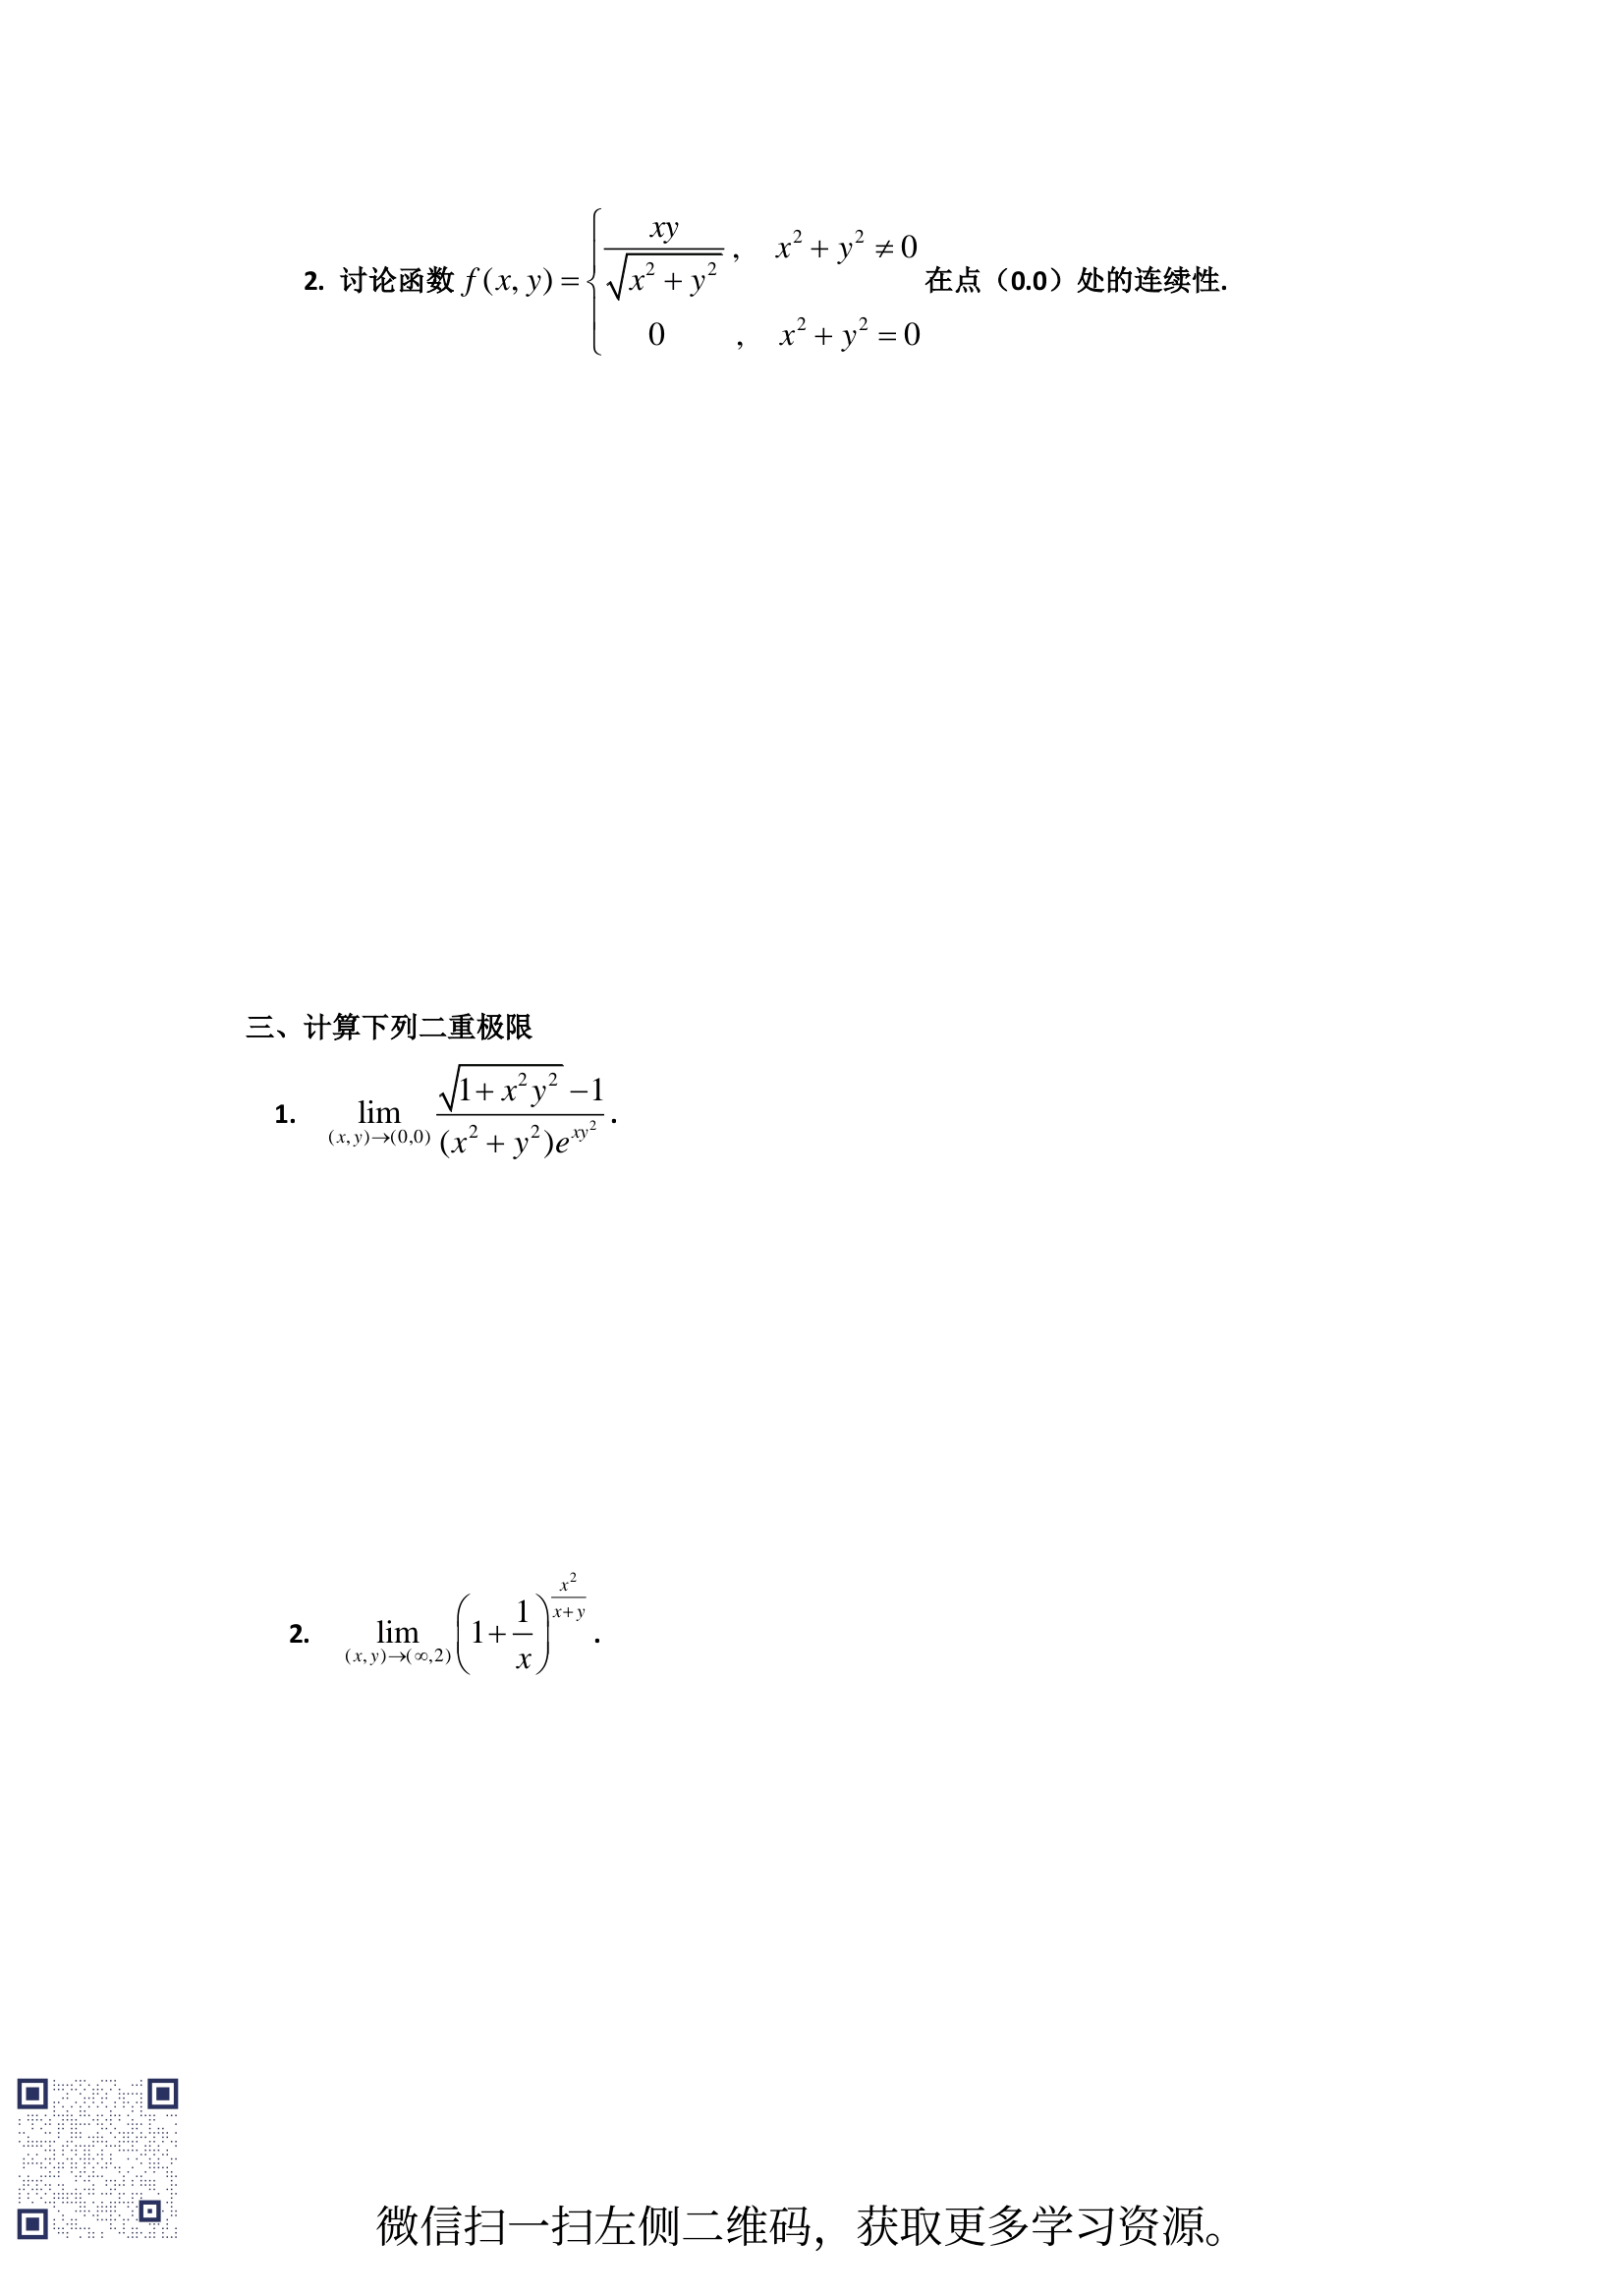 2. 讨论函数 $f(x,y)=\begin{cases}\dfrac{xy}{\sqrt{x^2+y^2}}, & x^2+y^2\neq 0\\ 0, & x^2+y^2=0\end{cases}$ 在点（0.0）处的连续性.
三、计算下列二重极限
1. $\lim\limits_{(x,y)\to(0,0)}\dfrac{\sqrt{1+x^2y^2}-1}{(x^2+y^2)e^{xy^2}}$.
2. $\lim\limits_{(x,y)\to(\infty,2)}\left(1+\dfrac{1}{x}\right)^{\frac{x^2}{x+y}}$.
微信扫一扫左侧二维码，获取更多学习资源。